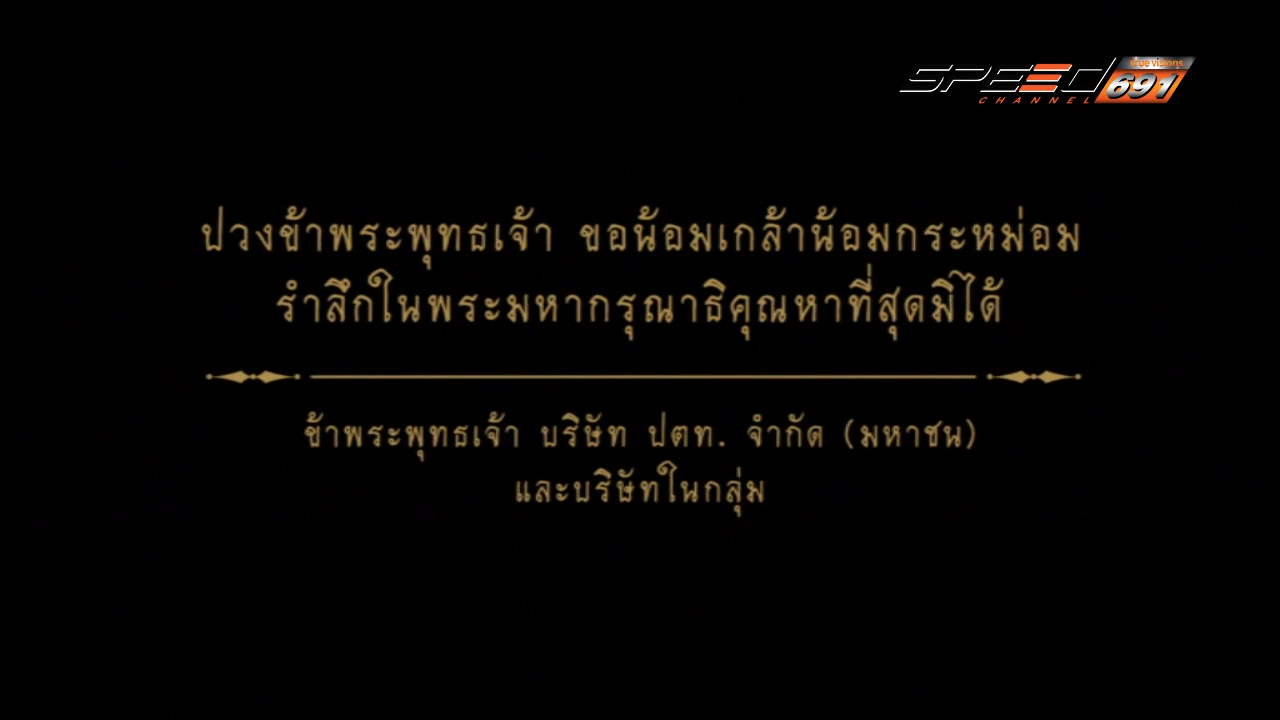 SPEED
CHANNEL
true visions
691
ปวงข้าพระพุทธเจ้า ขอน้อมเกล้าน้อมกระหม่อม
รำลึกในพระมหากรุณาธิคุณหาที่สุดมิได้
ข้าพระพุทธเจ้า บริษัท ปตท. จำกัด (มหาชน)
และบริษัทในกลุ่ม